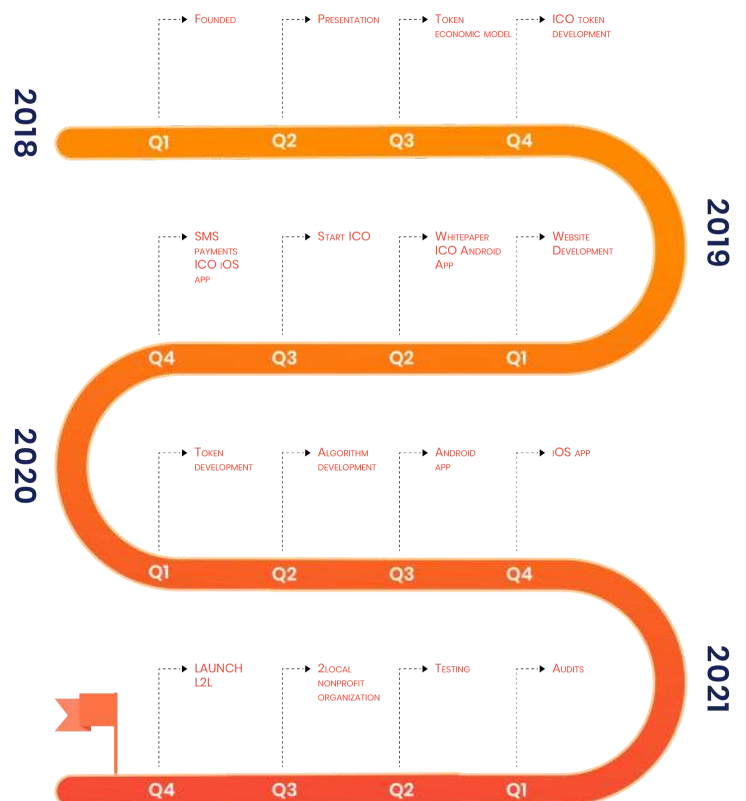 Founded
Presentation
Token
economic model
ICO token
development
2018
Q1
Q2
Q3
Q4
2019
SMS
payments
ICO iOS
app
Start ICO
Whitepaper
ICO Android
App
Website
Development
Q4
Q3
Q2
Q1
2020
Token
development
Algorithm
development
Android
app
iOS app
Q1
Q2
Q3
Q4
2021
LAUNCH
L2L
2local
nonprofit
organization
Testing
Audits
Q4
Q3
Q2
Q1